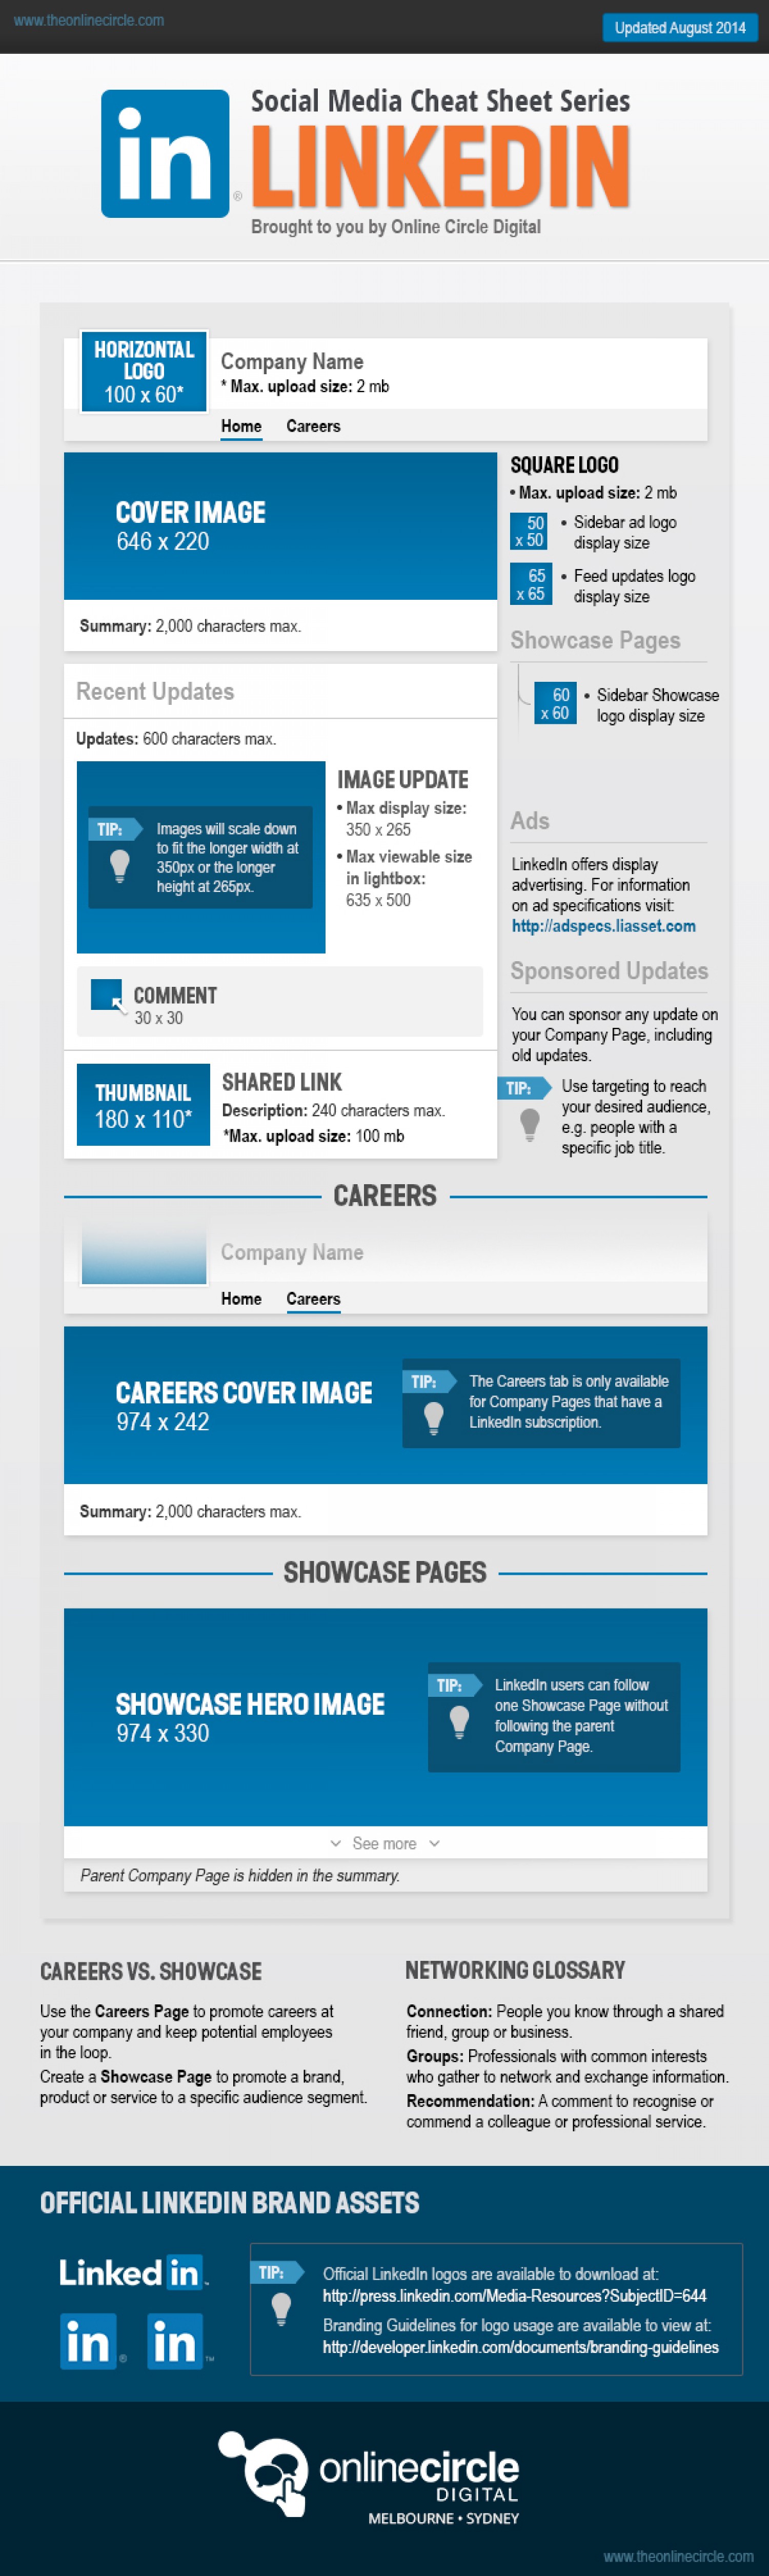 www.theonlinecircle.com
Updated August 2014
in
Social Media Cheat Sheet Series
LINKEDIN
®
Brought to you by Online Circle Digital
HORIZONTAL
LOGO
100 x 60*
Company Name
* Max. upload size: 2 mb
Home Careers
COVER IMAGE
646 x 220
Summary: 2,000 characters max.
SQUARE LOGO
• Max. upload size: 2 mb
50
x 50
• Sidebar ad logo
display size
65
x 65
• Feed updates logo
display size
Showcase Pages
60
x 60
• Sidebar Showcase
logo display size
Recent Updates
Updates: 600 characters max.
TIP:
Images will scale down
to fit the longer width at
350px or the longer
height at 265px.
IMAGE UPDATE
• Max display size:
350 x 265
• Max viewable size
in lightbox:
635 x 500
COMMENT
30 x 30
THUMBNAIL
180 x 110*
SHARED LINK
Description: 240 characters max.
*Max. upload size: 100 mb
Ads
LinkedIn offers display
advertising. For information
on ad specifications visit:
http://adspecs.liasset.com
Sponsored Updates
You can sponsor any update on
your Company Page, including
old updates.
TIP:
Use targeting to reach
your desired audience,
e.g. people with a
specific job title.
CAREERS
Company Name
Home Careers
CAREERS COVER IMAGE
974 x 242
TIP:
The Careers tab is only available
for Company Pages that have a
LinkedIn subscription.
Summary: 2,000 characters max.
SHOWCASE PAGES
SHOWCASE HERO IMAGE
974 x 330
TIP:
LinkedIn users can follow
one Showcase Page without
following the parent
Company Page.
See more
Parent Company Page is hidden in the summary.
CAREERS VS. SHOWCASE
Use the Careers Page to promote careers at
your company and keep potential employees
in the loop.
Create a Showcase Page to promote a brand,
product or service to a specific audience segment.
NETWORKING GLOSSARY
Connection: People you know through a shared
friend, group or business.
Groups: Professionals with common interests
who gather to network and exchange information.
Recommendation: A comment to recognise or
commend a colleague or professional service.
OFFICIAL LINKEDIN BRAND ASSETS
Linked in
in ® in ™
TIP:
Official LinkedIn logos are available to download at:
http://press.linkedin.com/Media-Resources?SubjectID=644
Branding Guidelines for logo usage are available to view at:
http://developer.linkedin.com/documents/branding-guidelines
onlinecircle
DIGITAL
MELBOURNE • SYDNEY
www.theonlinecircle.com